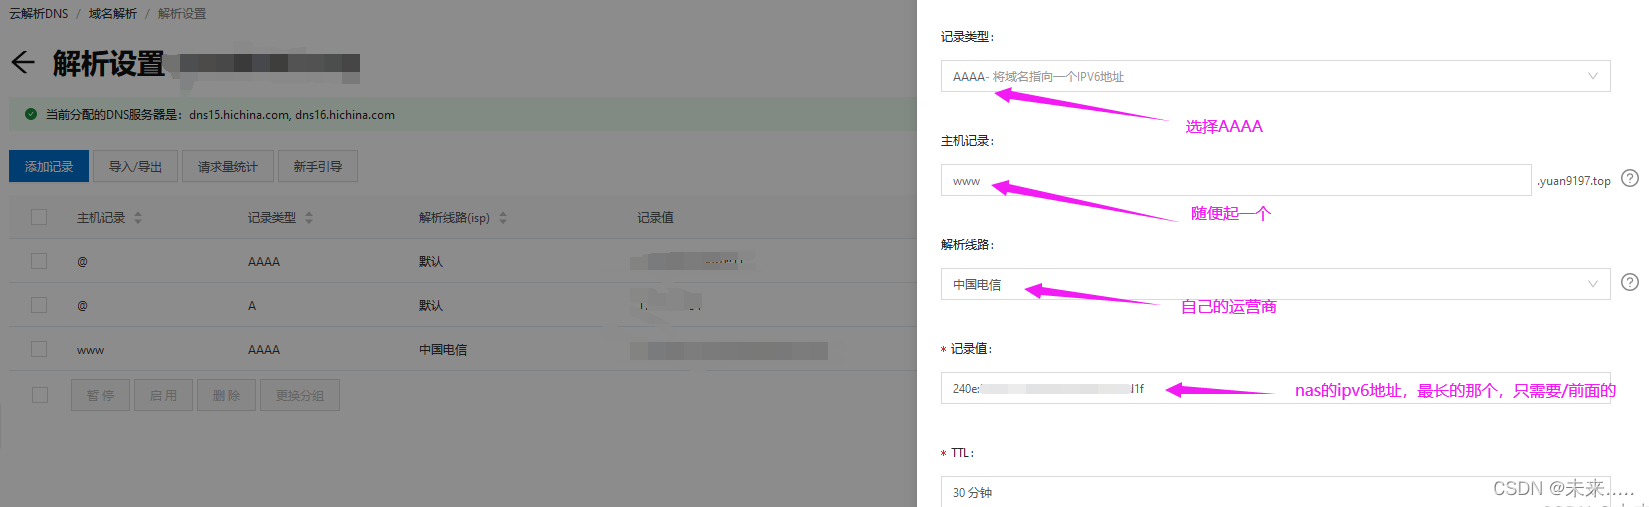 云解析DNS / 域名解析 / 解析设置
解析设置
当前分配的DNS服务器是：dns15.hichina.com, dns16.hichina.com
添加记录 导入/导出 请求量统计 新手引导
主机记录 记录类型 解析线路(isp) 记录值
@ AAAA 默认
@ A 默认
www AAAA 中国电信
暂停 启用 删除 更换分组
记录类型：
AAAA- 将域名指向一个IPV6地址
选择AAAA
主机记录：
www .yuan9197.top
随便起一个
解析线路：
中国电信
自己的运营商
* 记录值：
240e: l1f
nas的ipv6地址，最长的那个，只需要/前面的
* TTL：
30 分钟
CSDN @未来.....